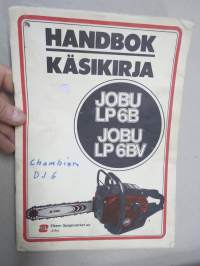 HANDBOK
KÄSIKIRJA
JOBU
LP 6B
JOBU
LP 6BV
Champion
DJ 6